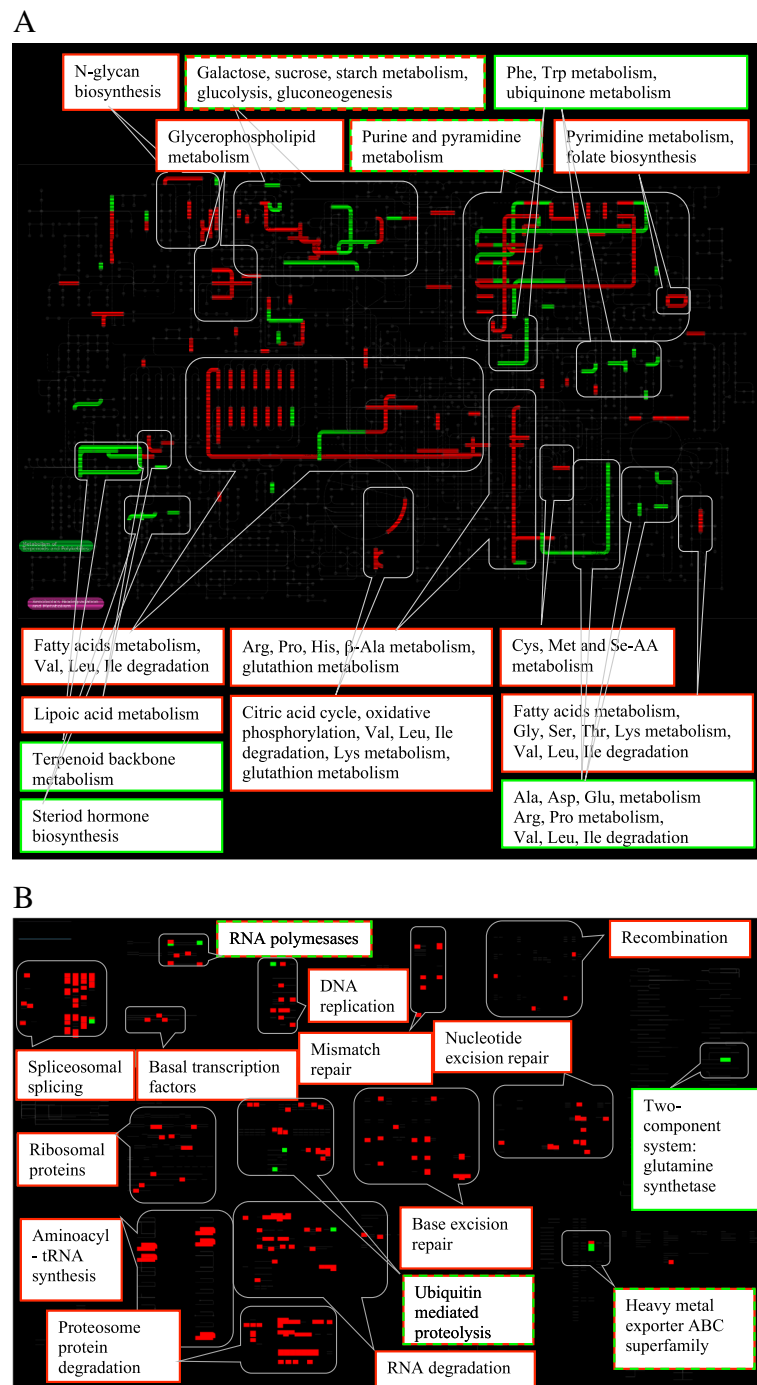 A
N-glycan
biosynthesis
Galactose, sucrose, starch metabolism,
glucolysis, gluconeogenesis
Phe, Trp metabolism,
ubiquinone metabolism
Glycerophospholipid
metabolism
Purine and pyramidine
metabolism
Pyrimidine metabolism,
folate biosynthesis
Fatty acids metabolism,
Val, Leu, Ile degradation
Arg, Pro, His, β-Ala metabolism,
glutathion metabolism
Cys, Met and Se-AA
metabolism
Lipoic acid metabolism
Citric acid cycle, oxidative
phosphorylation, Val, Leu, Ile
degradation, Lys metabolism,
glutathion metabolism
Fatty acids metabolism,
Gly, Ser, Thr, Lys metabolism,
Val, Leu, Ile degradation
Terpenoid backbone
metabolism
Steriod hormone
biosynthesis
Ala, Asp, Glu, metabolism
Arg, Pro metabolism,
Val, Leu, Ile degradation
B
RNA polymesases
Recombination
DNA
replication
Spliceosomal
splicing
Basal transcription
factors
Mismatch
repair
Nucleotide
excision repair
Two-
component
system:
glutamine
synthetase
Ribosomal
proteins
Base excision
repair
Aminoacyl
- tRNA
synthesis
Ubiquitin
mediated
proteolysis
Heavy metal
exporter ABC
superfamily
Proteosome
protein
degradation
RNA degradation